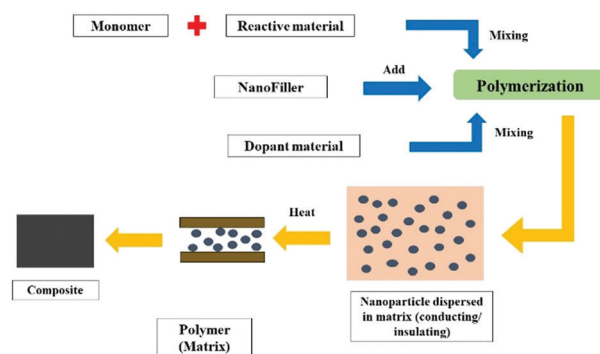 Monomer
Reactive material
Mixing
Add
NanoFiller
Polymerization
Dopant material
Mixing
Heat
Composite
Nanoparticle dispersed
in matrix (conducting/
insulating)
Polymer
(Matrix)